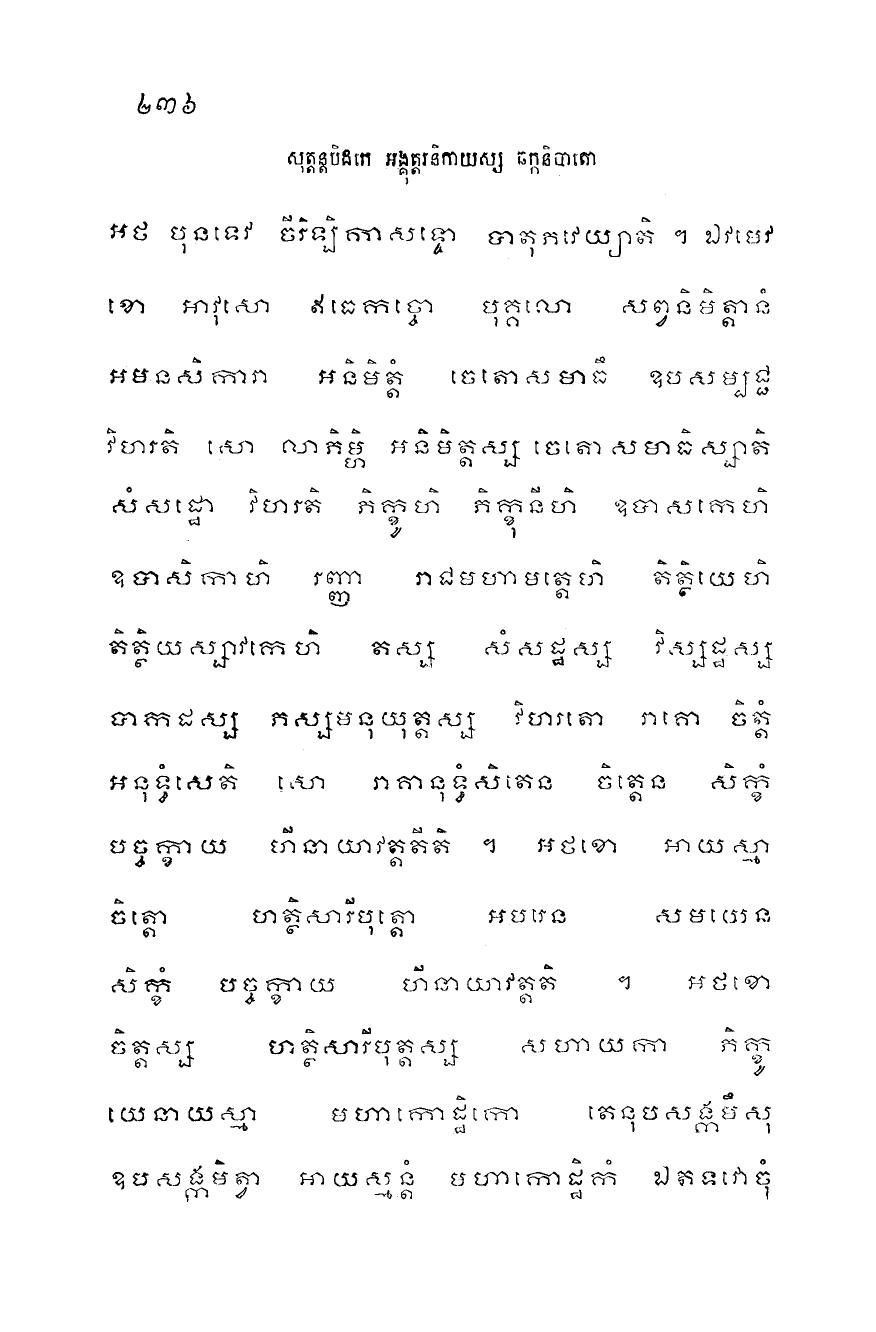 ៤៣៦
សុត្តន្តបិដកេ អង្គុត្តរនិកាយស្ស ឆក្កនិបាតោ
អថ បុនទេវ ចីរិឡិកាសទ្ទោ បាតុភវេយ្យាតិ ។ ឯវមេវ
ខោ អាវុសោ ឥធេកច្ចោ បុគ្គលោ សព្វនិមិត្តានំ
អមនសិការា អនិមិត្តំ ចេតោសមាធឹ ឧបសម្បជ្ជ
វិហរតិ សោ លាភិម្ហិ អនិមិត្តស្ស ចេតោសមាធិស្សាតិ
សំសដ្ឋោ វិហរតិ ភិក្ខូហិ ភិក្ខុនីហិ ឧបាសកេហិ
ឧបាសិកាហិ រញ្ញា រាជមហាមត្តេហិ តិត្ថិយេហិ
តិត្ថិយស្សាវកេហិ តស្ស សំសដ្ឋស្ស វិស្សដ្ឋស្ស
បាកដស្ស ភស្សមនុយុត្តស្ស វិហរតោ រាគោ ចិត្តំ
អនុទ្ធំសេតិ សោ រាគានុទ្ធំសិតេន ចិត្តេន សិក្ខំ
បច្ចក្ខាយ ហីនាយាវត្តតីតិ ។ អថខោ អាយស្មា
ចិត្តោ ហត្ថិសារីបុត្តោ អបរេន សមយេន
សិក្ខំ បច្ចក្ខាយ ហីនាយាវត្តតិ ។ អថខោ
ចិត្តស្ស ហត្ថិសារីបុត្តស្ស សហាយកា ភិក្ខូ
យេនាយស្មា មហាកោដ្ឋិកោ តេនុបសង្កមឹសុ
ឧបសង្កមិត្វា អាយស្មន្តំ មហាកោដ្ឋិកំ ឯតទវោចុំ